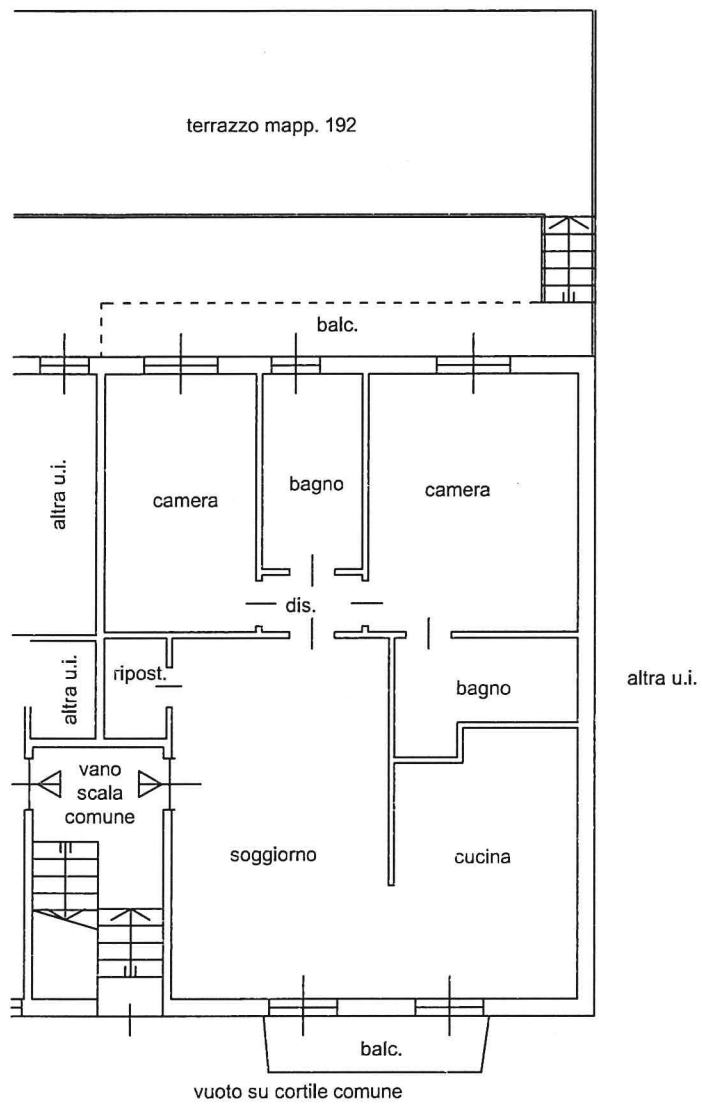 terrazzo mapp. 192
balc.
altra u.i.
camera
bagno
camera
dis.
altra u.i.
ripost.
bagno
altra u.i.
vano
scala
comune
soggiorno
cucina
balc.
vuoto su cortile comune